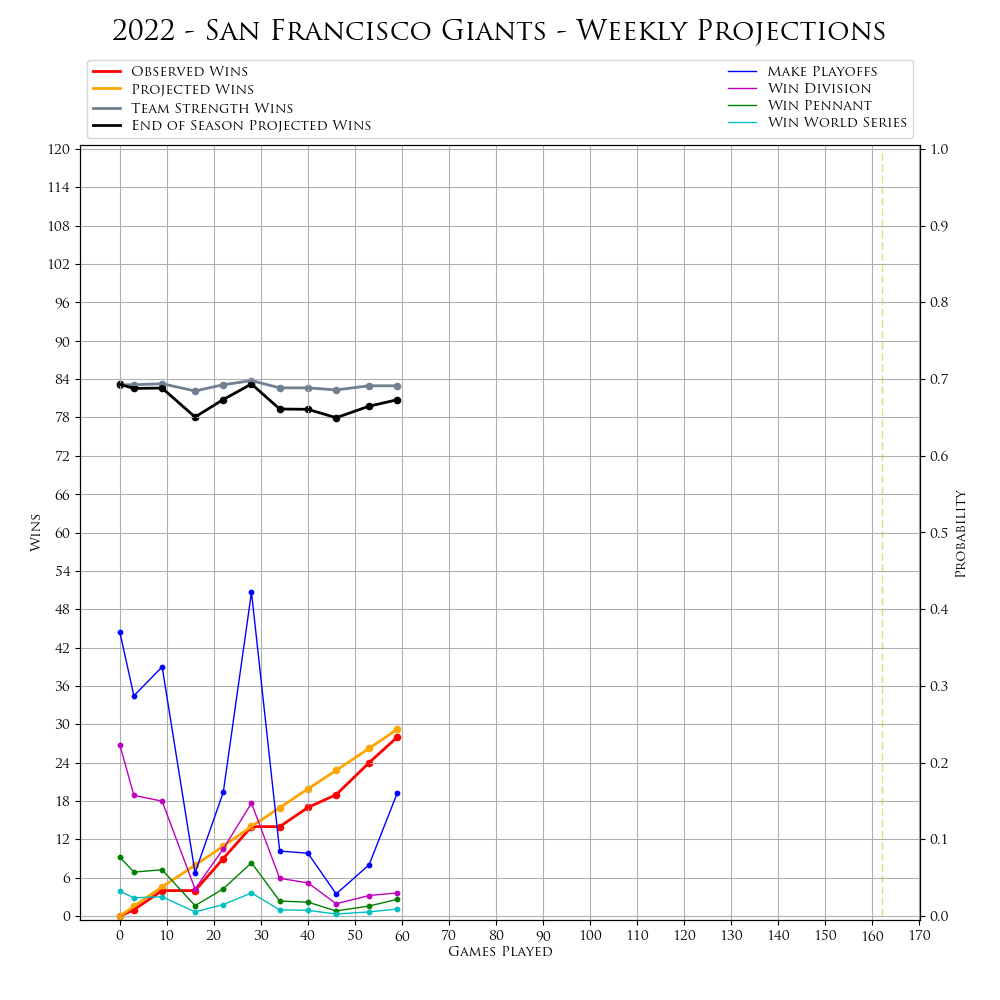 2022 - San Francisco Giants - Weekly Projections
Observed Wins
Projected Wins
Team Strength Wins
End of Season Projected Wins
Make Playoffs
Win Division
Win Pennant
Win World Series
120
114
108
102
96
90
84
78
72
66
60
54
48
42
36
30
24
18
12
6
0
Wins
1.0
0.9
0.8
0.7
0.6
0.5
0.4
0.3
0.2
0.1
0.0
Probability
0 10 20 30 40 50 60 70 80 90 100 110 120 130 140 150 160 170
Games Played